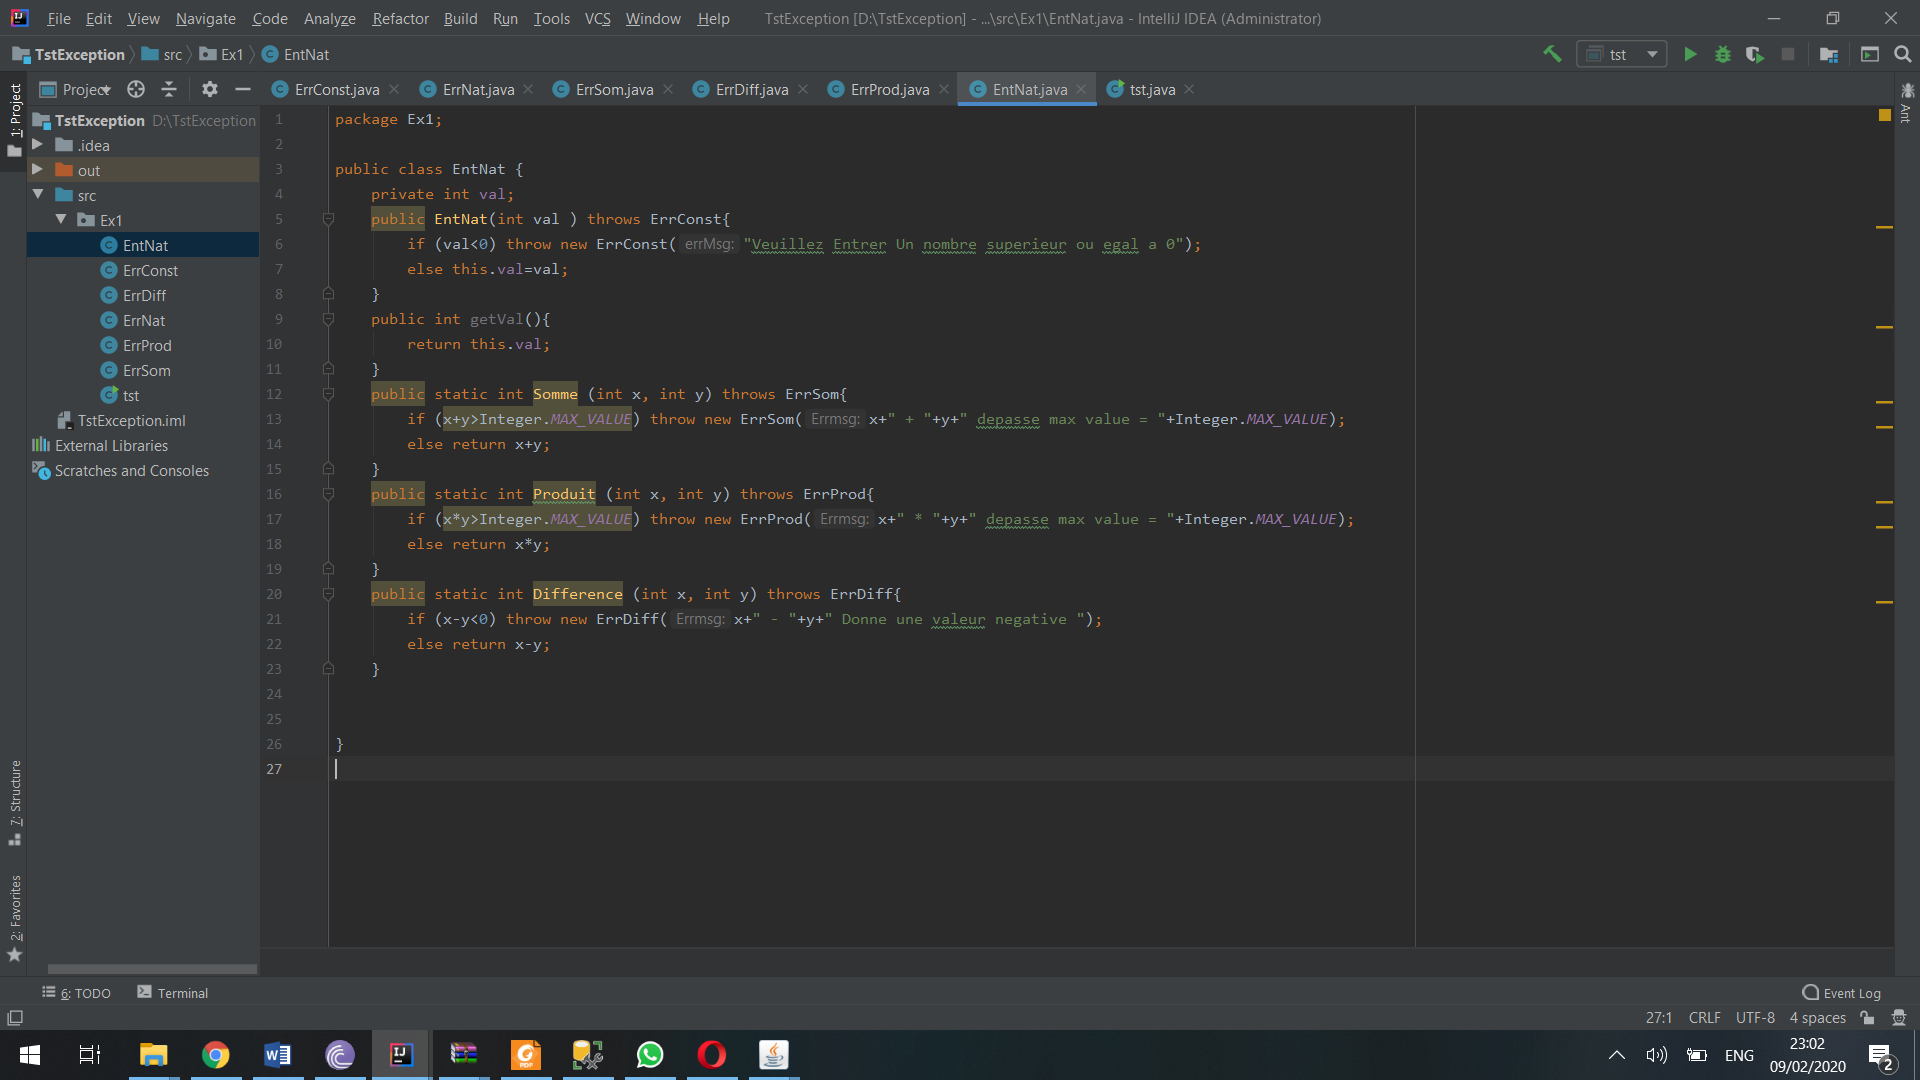 File Edit View Navigate Code Analyze Refactor Build Run Tools VCS Window Help TstException [D:\TstException] - ...\src\Ex1\EntNat.java - IntelliJ IDEA (Administrator)
TstException src Ex1 EntNat tst
Project ErrConst.java ErrNat.java ErrSom.java ErrDiff.java ErrProd.java EntNat.java tst.java
1: Project
7: Structure
2: Favorites
Ant
TstException D:\TstException
.idea
out
src
Ex1
EntNat
ErrConst
ErrDiff
ErrNat
ErrProd
ErrSom
tst
TstException.iml
External Libraries
Scratches and Consoles
1 package Ex1;
2
3 public class EntNat {
4 private int val;
5 public EntNat(int val ) throws ErrConst{
6 if (val<0) throw new ErrConst( errMsg: "Veuillez Entrer Un nombre superieur ou egal a 0");
7 else this.val=val;
8 }
9 public int getVal(){
10 return this.val;
11 }
12 public static int Somme (int x, int y) throws ErrSom{
13 if (x+y>Integer.MAX_VALUE) throw new ErrSom( Errmsg: x+" + "+y+" depasse max value = "+Integer.MAX_VALUE);
14 else return x+y;
15 }
16 public static int Produit (int x, int y) throws ErrProd{
17 if (x*y>Integer.MAX_VALUE) throw new ErrProd( Errmsg: x+" * "+y+" depasse max value = "+Integer.MAX_VALUE);
18 else return x*y;
19 }
20 public static int Difference (int x, int y) throws ErrDiff{
21 if (x-y<0) throw new ErrDiff( Errmsg: x+" - "+y+" Donne une valeur negative ");
22 else return x-y;
23 }
24
25
26 }
27
6: TODO Terminal Event Log
27:1 CRLF UTF-8 4 spaces
ENG 23:02
09/02/2020 2